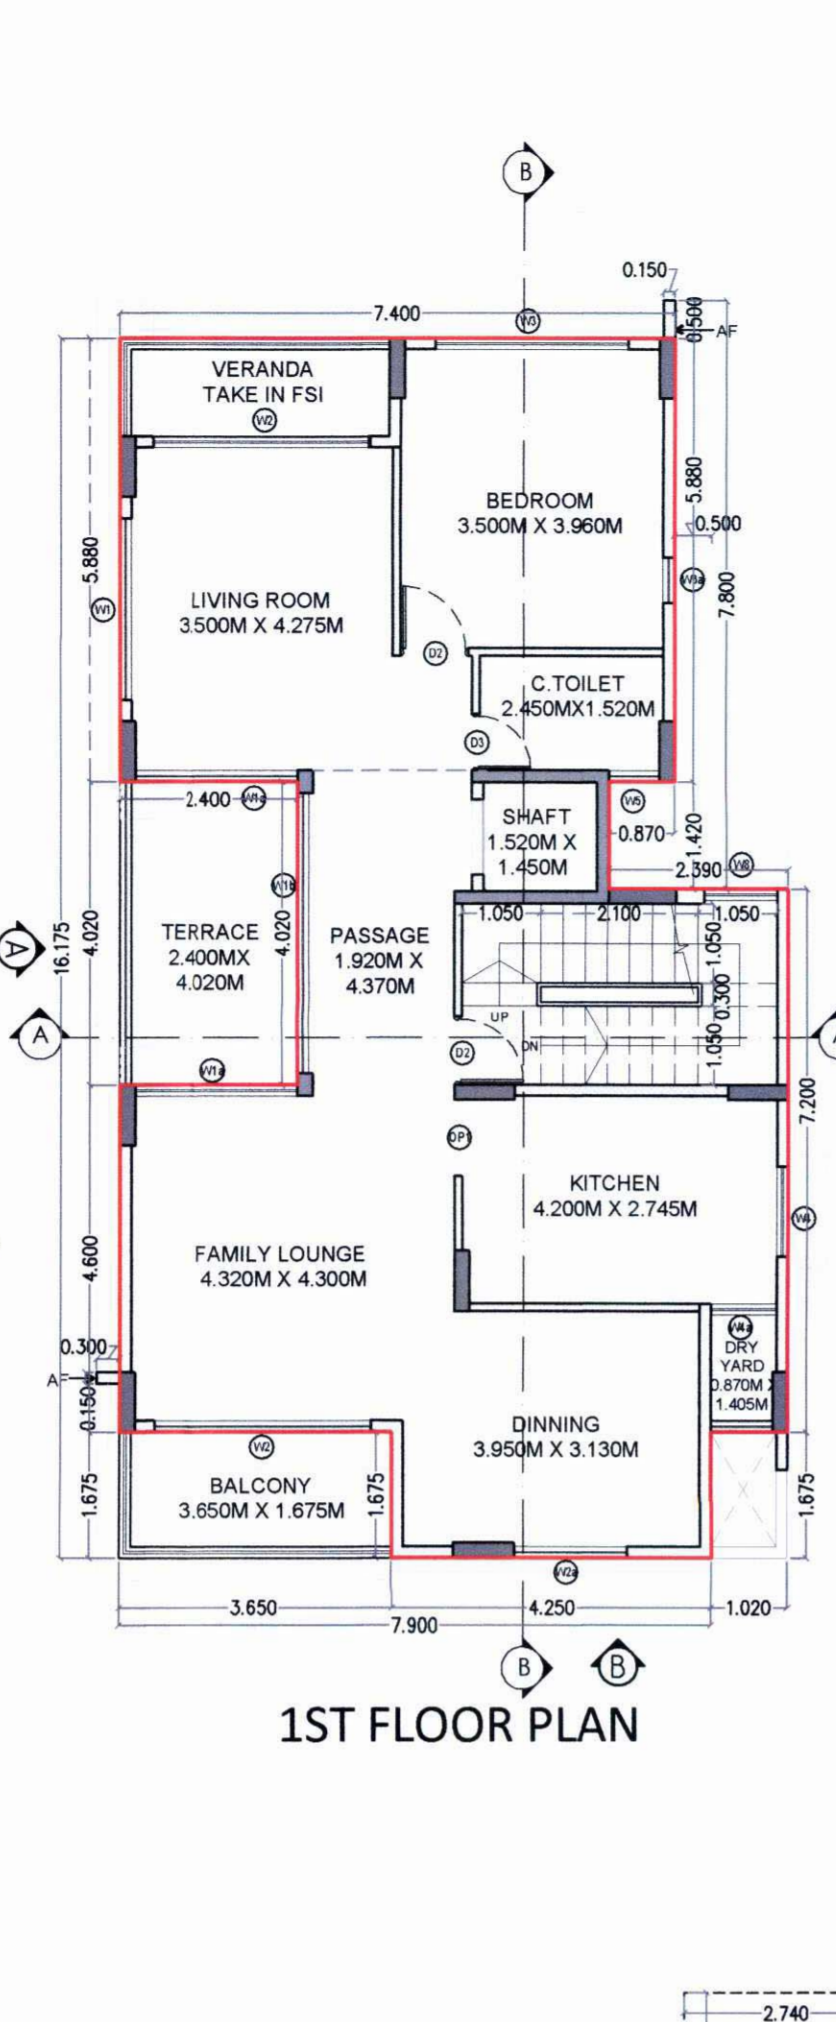 B
0.150
7.400
W3
0.500
AF
VERANDA
TAKE IN FSI
W2
5.880
BEDROOM
3.500M X 3.960M
0.500
5.880
W1
LIVING ROOM
3.500M X 4.275M
W3a
7.800
D2
C.TOILET
2.450MX1.520M
D3
2.400
W1a
SHAFT
1.520M X
1.450M
W5
0.870
1.420
2.390
W8
W1b
1.050
2.100
1.050
A
16.175
4.020
TERRACE
2.400MX
4.020M
4.020
PASSAGE
1.920M X
4.370M
1.050
0.300
1.050
UP
DN
A
A
D2
W1a
7.200
DP1
KITCHEN
4.200M X 2.745M
W4
4.600
FAMILY LOUNGE
4.320M X 4.300M
0.300
AF
0.150
W4a
DRY
YARD
0.870M X
1.405M
DINNING
3.950M X 3.130M
W2
BALCONY
3.650M X 1.675M
1.675
1.675
1.675
W2a
3.650
4.250
1.020
7.900
B
B
1ST FLOOR PLAN
2.740